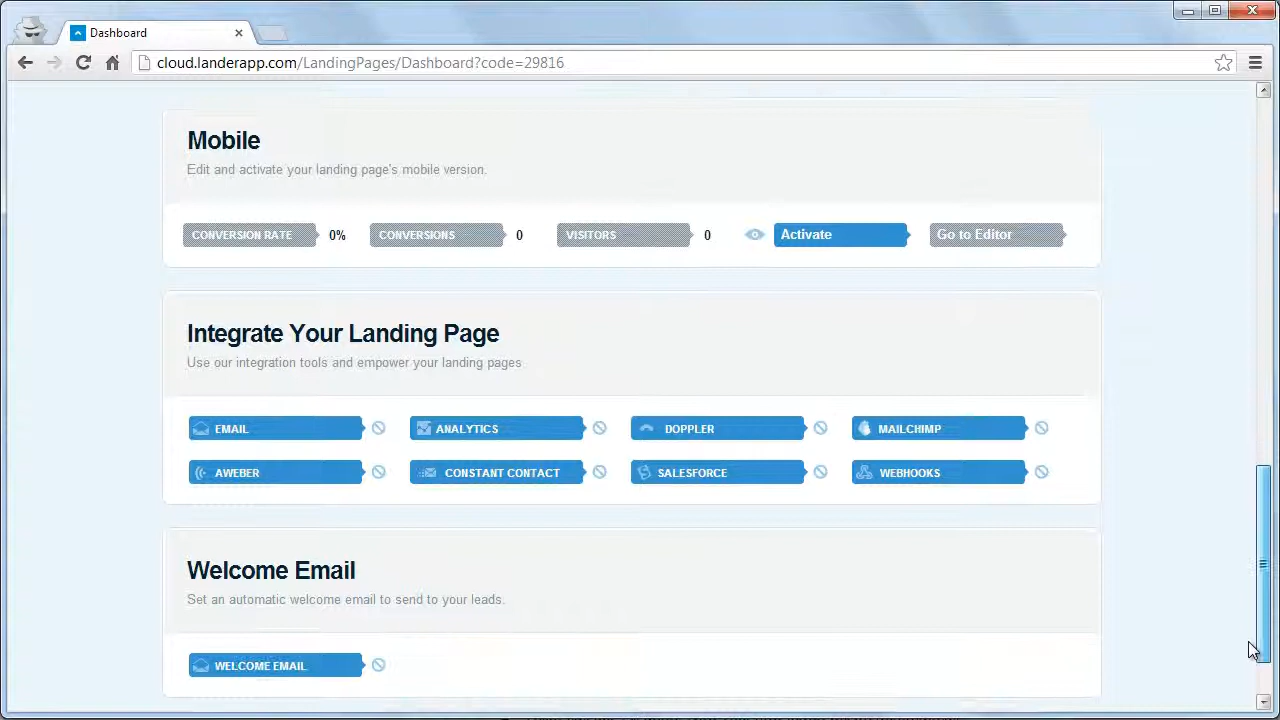 Dashboard
cloud.landerapp.com/LandingPages/Dashboard?code=29816
Mobile
Edit and activate your landing page's mobile version.
CONVERSION RATE 0% CONVERSIONS 0 VISITORS 0 Activate Go to Editor
Integrate Your Landing Page
Use our integration tools and empower your landing pages
EMAIL ANALYTICS DOPPLER MAILCHIMP
AWEBER CONSTANT CONTACT SALESFORCE WEBHOOKS
Welcome Email
Set an automatic welcome email to send to your leads.
WELCOME EMAIL